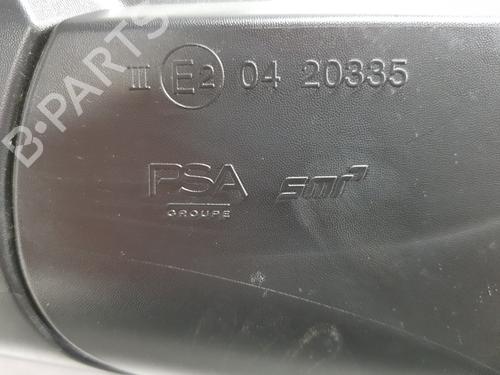 III E2 04 20335
PSA smr
GROUPE
B-PARTS